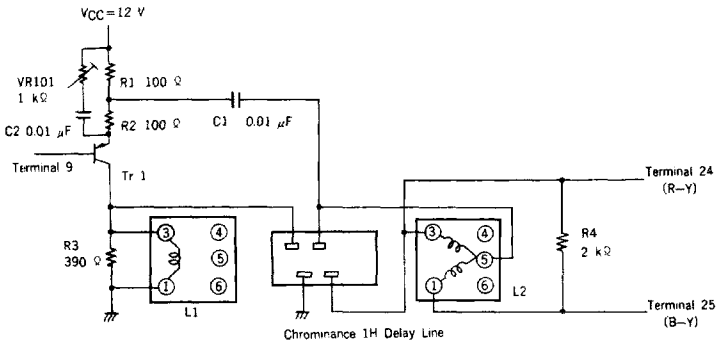 VCC=12 V
VR101
1 kΩ
R1 100 Ω
R2 100 Ω
C2 0.01 μF
C1 0.01 μF
Terminal 9
Tr 1
Terminal 24
(R–Y)
R3
390 Ω
3
4
5
1
6
L1
3
4
5
1
6
L2
R4
2 kΩ
Terminal 25
(B–Y)
Chrominance 1H Delay Line